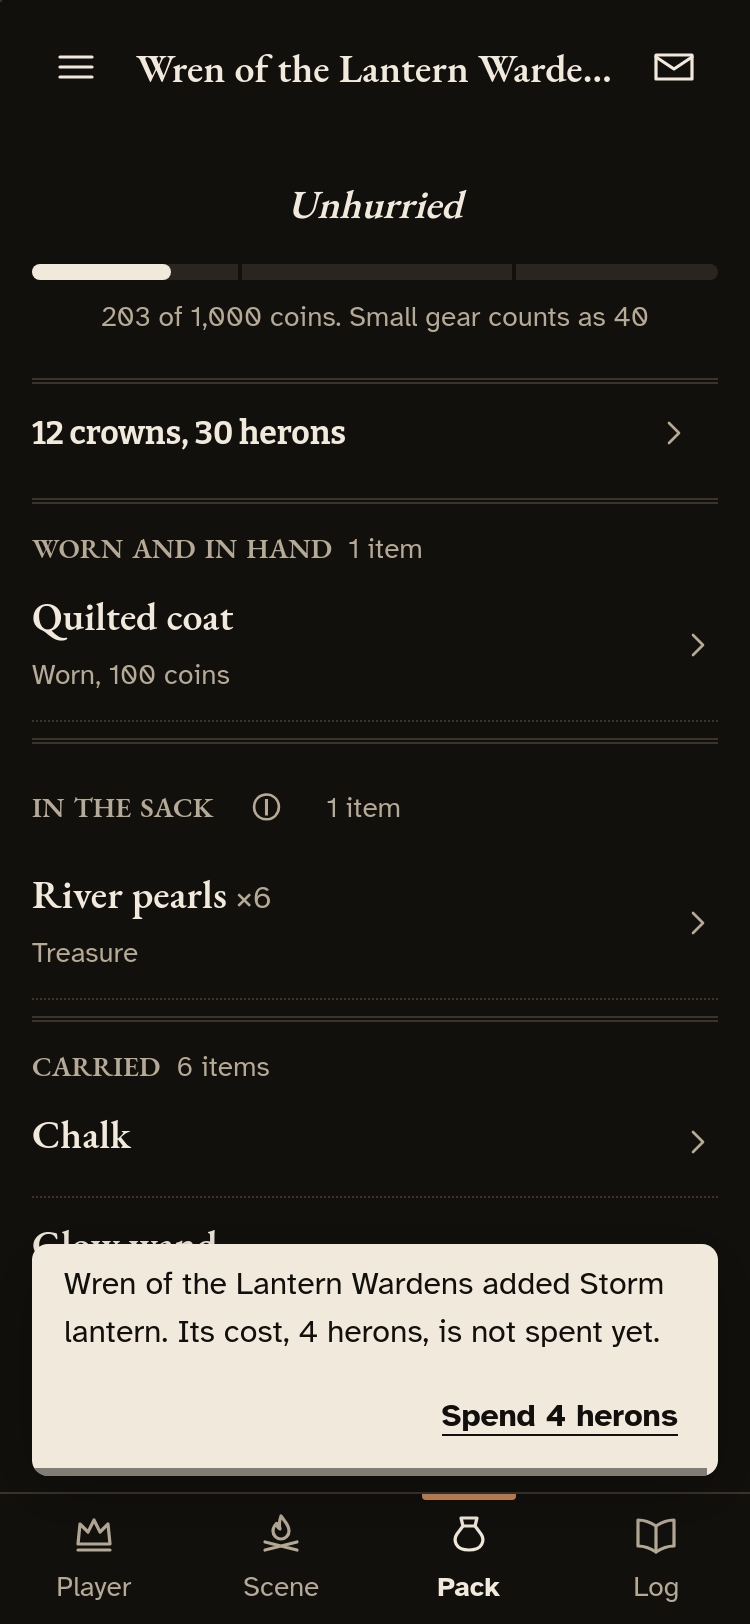 Wren of the Lantern Warde...
Unhurried
203 of 1,000 coins. Small gear counts as 40
12 crowns, 30 herons
WORN AND IN HAND 1 item
Quilted coat
Worn, 100 coins
IN THE SACK 1 item
River pearls ×6
Treasure
CARRIED 6 items
Chalk
Glow wand
Wren of the Lantern Wardens added Storm
lantern. Its cost, 4 herons, is not spent yet.
Spend 4 herons
Player Scene Pack Log